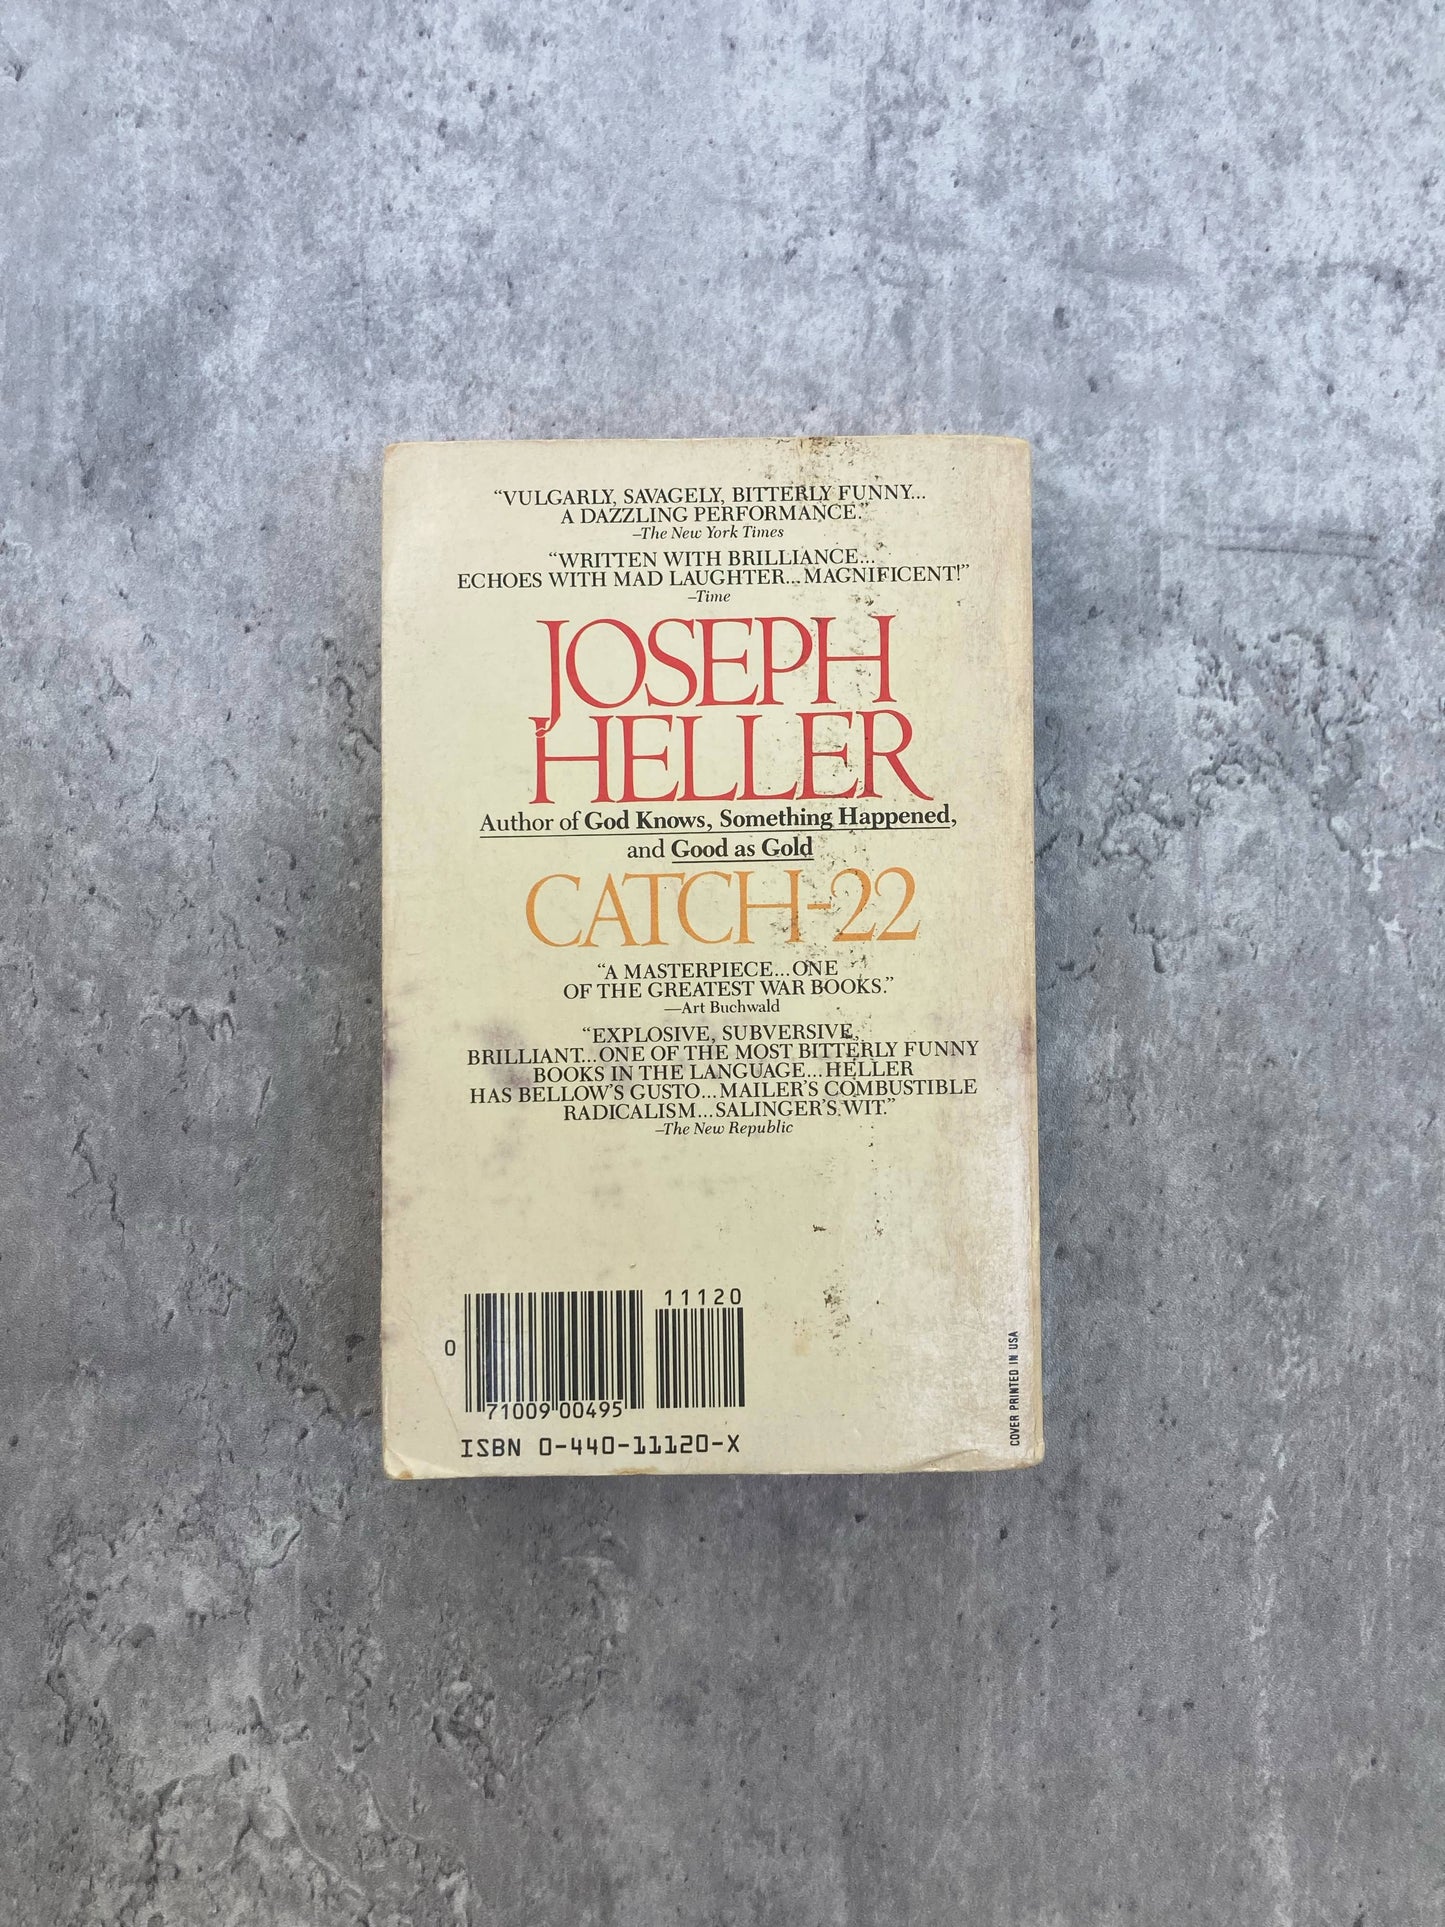 “VULGARLY, SAVAGELY, BITTERLY FUNNY...
A DAZZLING PERFORMANCE.”
–The New York Times
“WRITTEN WITH BRILLIANCE...
ECHOES WITH MAD LAUGHTER...MAGNIFICENT!”
–Time
JOSEPH
HELLER
Author of God Knows, Something Happened,
and Good as Gold
CATCH-22
“A MASTERPIECE...ONE
OF THE GREATEST WAR BOOKS.”
—Art Buchwald
“EXPLOSIVE, SUBVERSIVE,
BRILLIANT...ONE OF THE MOST BITTERLY FUNNY
BOOKS IN THE LANGUAGE...HELLER
HAS BELLOW'S GUSTO...MAILER'S COMBUSTIBLE
RADICALISM...SALINGER'S WIT.”
–The New Republic
11120
0
71009 00495
ISBN 0-440-11120-X
COVER PRINTED IN USA